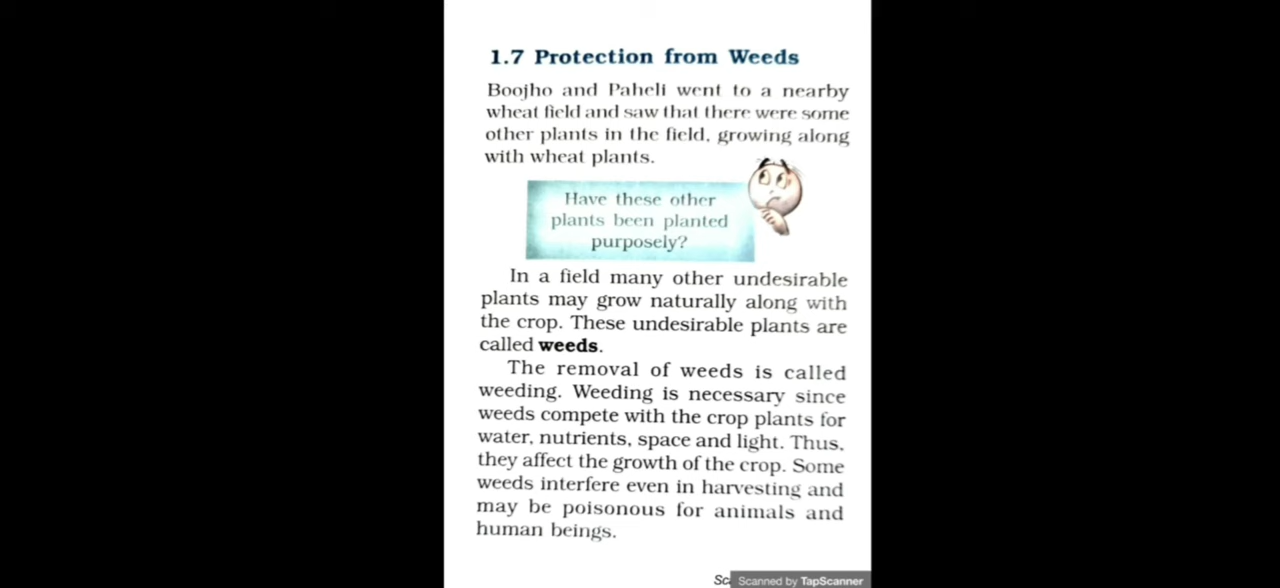 1.7 Protection from Weeds
Boojho and Paheli went to a nearby
wheat field and saw that there were some
other plants in the field, growing along
with wheat plants.
Have these other
plants been planted
purposely?
In a field many other undesirable
plants may grow naturally along with
the crop. These undesirable plants are
called weeds.
The removal of weeds is called
weeding. Weeding is necessary since
weeds compete with the crop plants for
water, nutrients, space and light. Thus,
they affect the growth of the crop. Some
weeds interfere even in harvesting and
may be poisonous for animals and
human beings.
Scanned by TapScanner